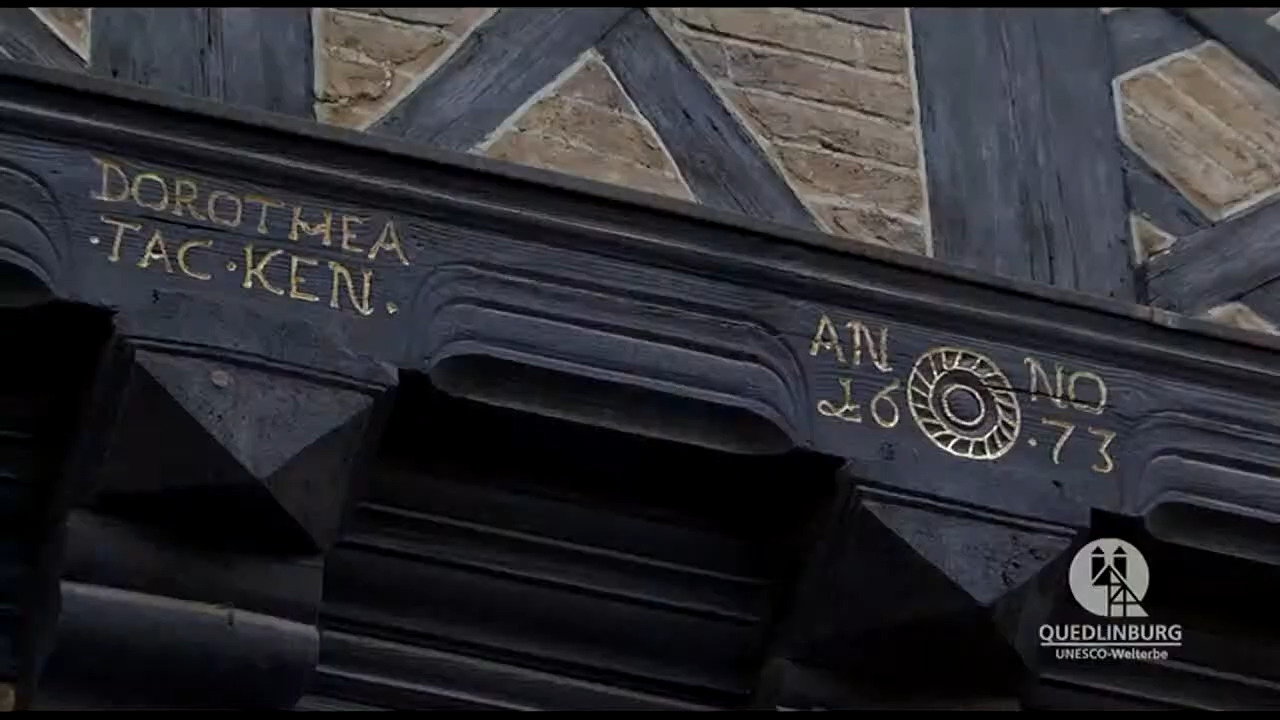 DOROTHEA
·TAC·KEN.
AN NO
16 ·73
QUEDLINBURG
UNESCO-Welterbe